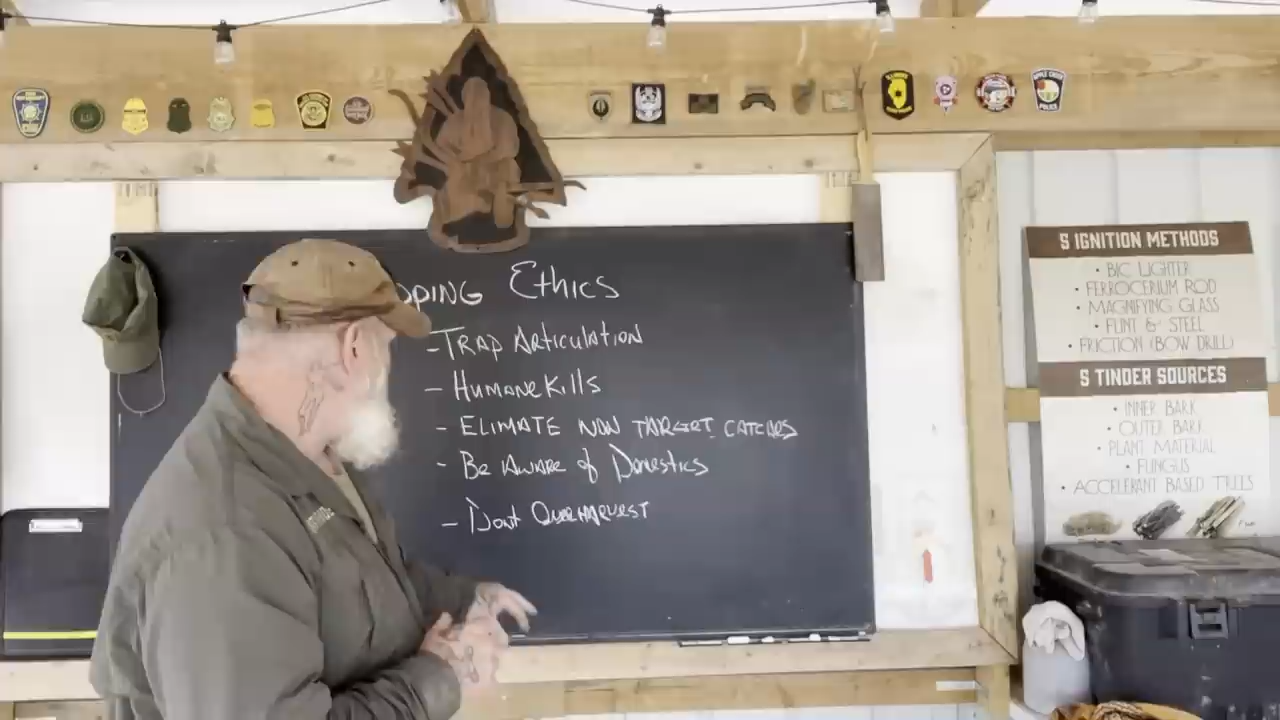 PPING Ethics
- TRAP ARTICULATION
- HUMANE KILLS
- ELIMATE NON TARGET CATCHES
- Be AWARE of Domestics
- Dont OVERHARVEST
5 IGNITION METHODS
• BIC LIGHTER
• FERROCERIUM ROD
• MAGNIFYING GLASS
• FLINT & STEEL
• FRICTION (BOW DRILL)
5 TINDER SOURCES
• INNER BARK
• OUTER BARK
• PLANT MATERIAL
• FUNGUS
• ACCELERANT BASED TREES